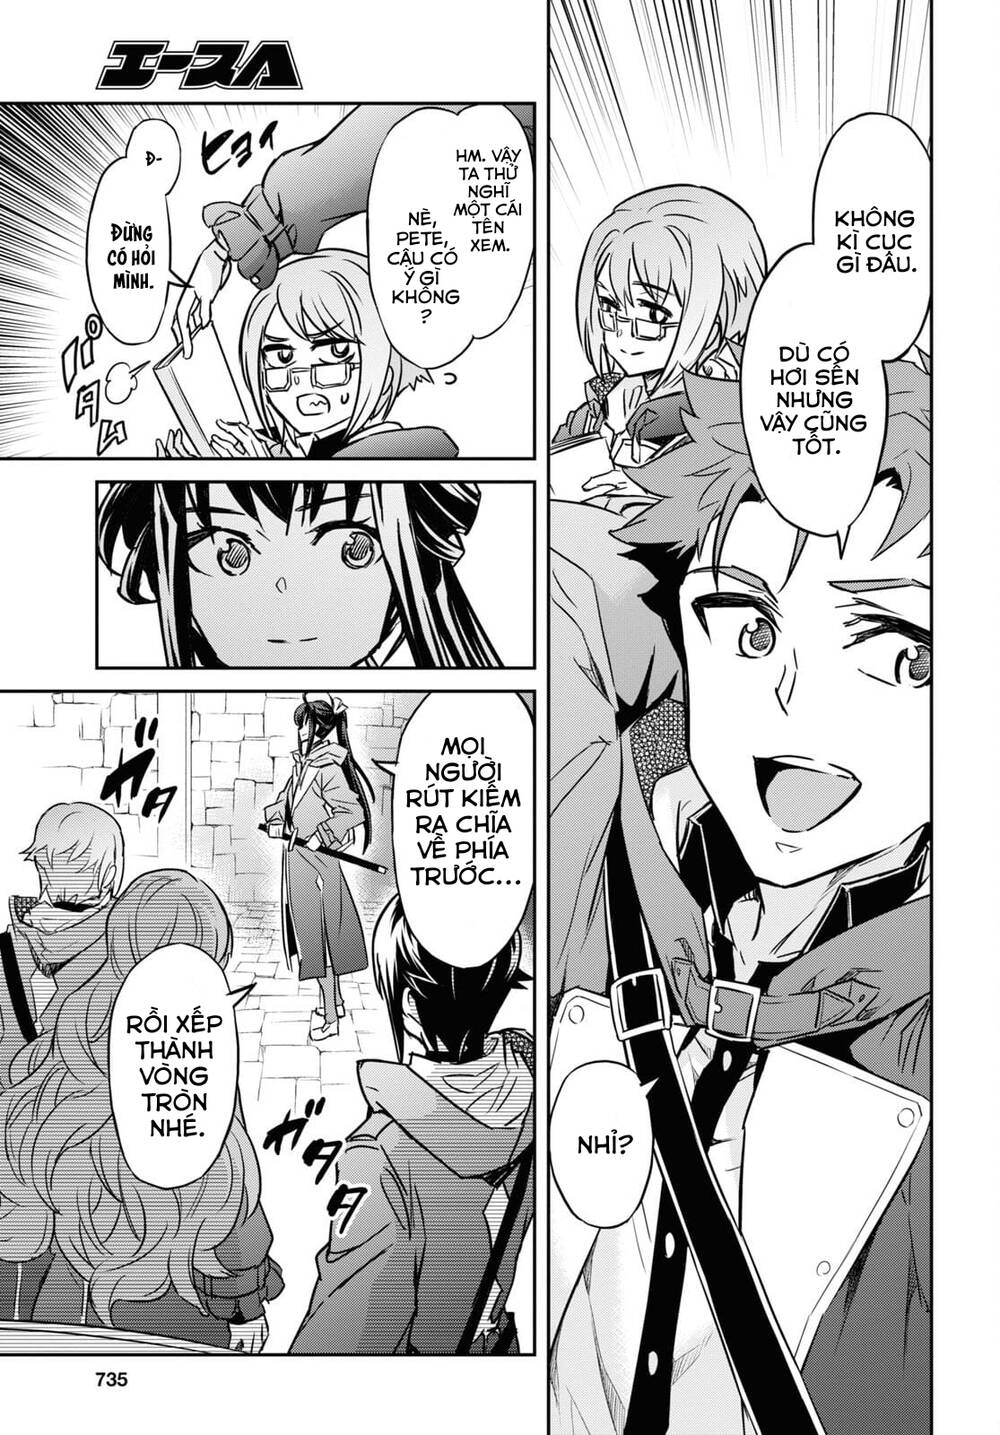 エースA
KHÔNG
KÌ CỤC
GÌ ĐÂU.
DÙ CÓ
HƠI SẾN
NHƯNG
VẬY CŨNG
TỐT.
NHỈ?
HM. VẬY
TA THỬ
NGHĨ
MỘT CÁI
TÊN
XEM.
NÈ,
PETE,
CẬU CÓ
Ý GÌ
KHÔNG
?
ヒョイ
Đ-
ĐỪNG
CÓ HỎI
MÌNH.
パタム
MỌI
NGƯỜI
RÚT KIẾM
RA CHĨA
VỀ PHÍA
TRƯỚC...
ガタ
RỒI XẾP
THÀNH
VÒNG
TRÒN
NHÉ.
ガタ
735